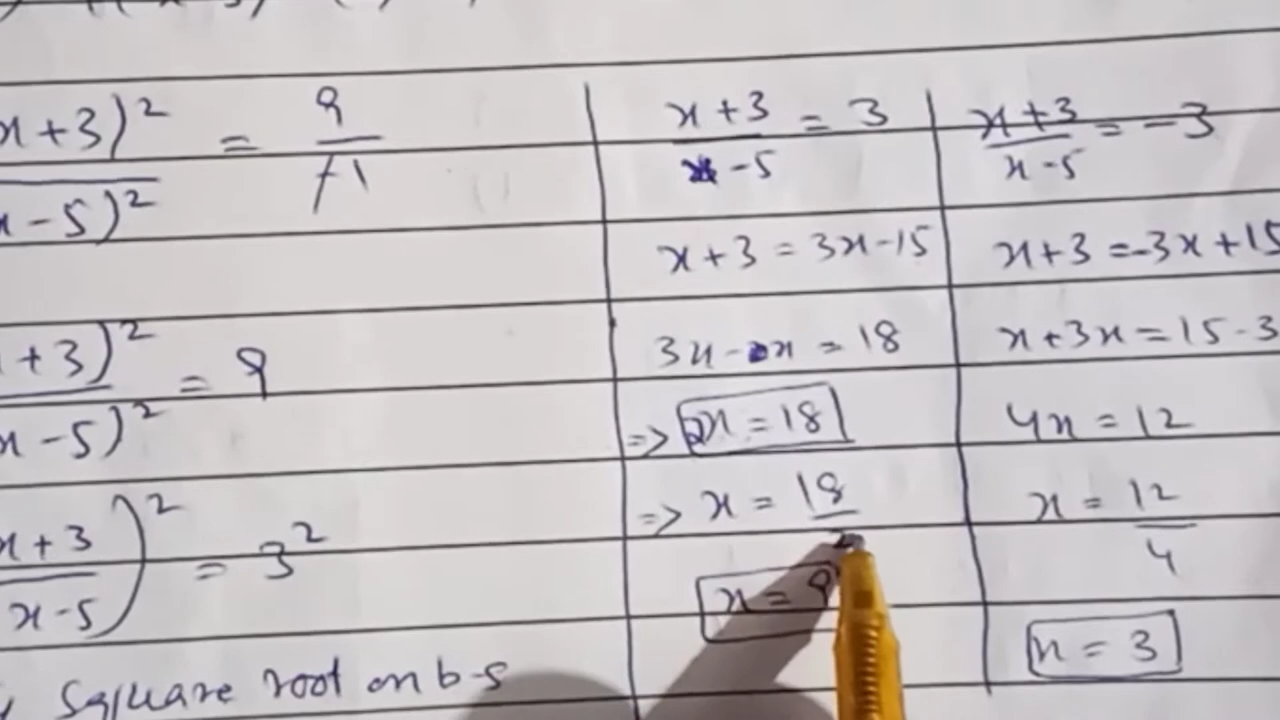 x+3)² / x-5)² = 9 / 1
+3)² / x-5)² = 9
(x+3 / x-5)² = 3²
Square root on b-s
x+3 / x-5 = 3
x+3 = 3x-15
3x-x = 18
=> 2x = 18
=> x = 18 / 2
x = 9
x+3 / x-5 = -3
x+3 = -3x+15
x+3x = 15-3
4x = 12
x = 12 / 4
x = 3